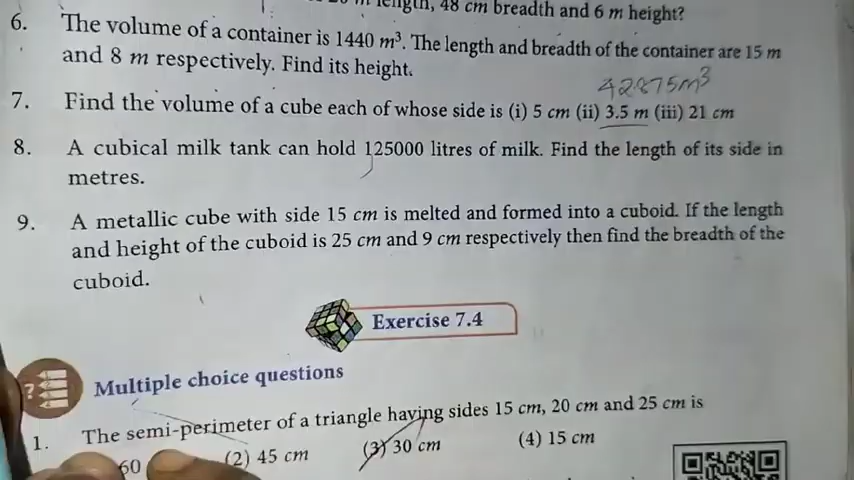 length, 48 cm breadth and 6 m height?
6. The volume of a container is 1440 m³. The length and breadth of the container are 15 m
and 8 m respectively. Find its height.
42.875m³
7. Find the volume of a cube each of whose side is (i) 5 cm (ii) 3.5 m (iii) 21 cm
8. A cubical milk tank can hold 125000 litres of milk. Find the length of its side in
metres.
9. A metallic cube with side 15 cm is melted and formed into a cuboid. If the length
and height of the cuboid is 25 cm and 9 cm respectively then find the breadth of the
cuboid.
Exercise 7.4
Multiple choice questions
1. The semi-perimeter of a triangle having sides 15 cm, 20 cm and 25 cm is
60 (2) 45 cm (3) 30 cm (4) 15 cm